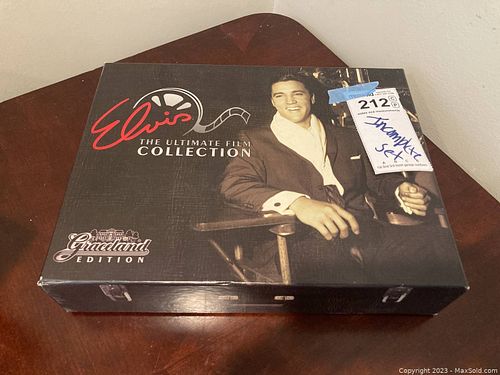 Elvis
THE ULTIMATE FILM
COLLECTION
Graceland
EDITION
212
Incomplete
set
Copyright 2023 - MaxSold.com